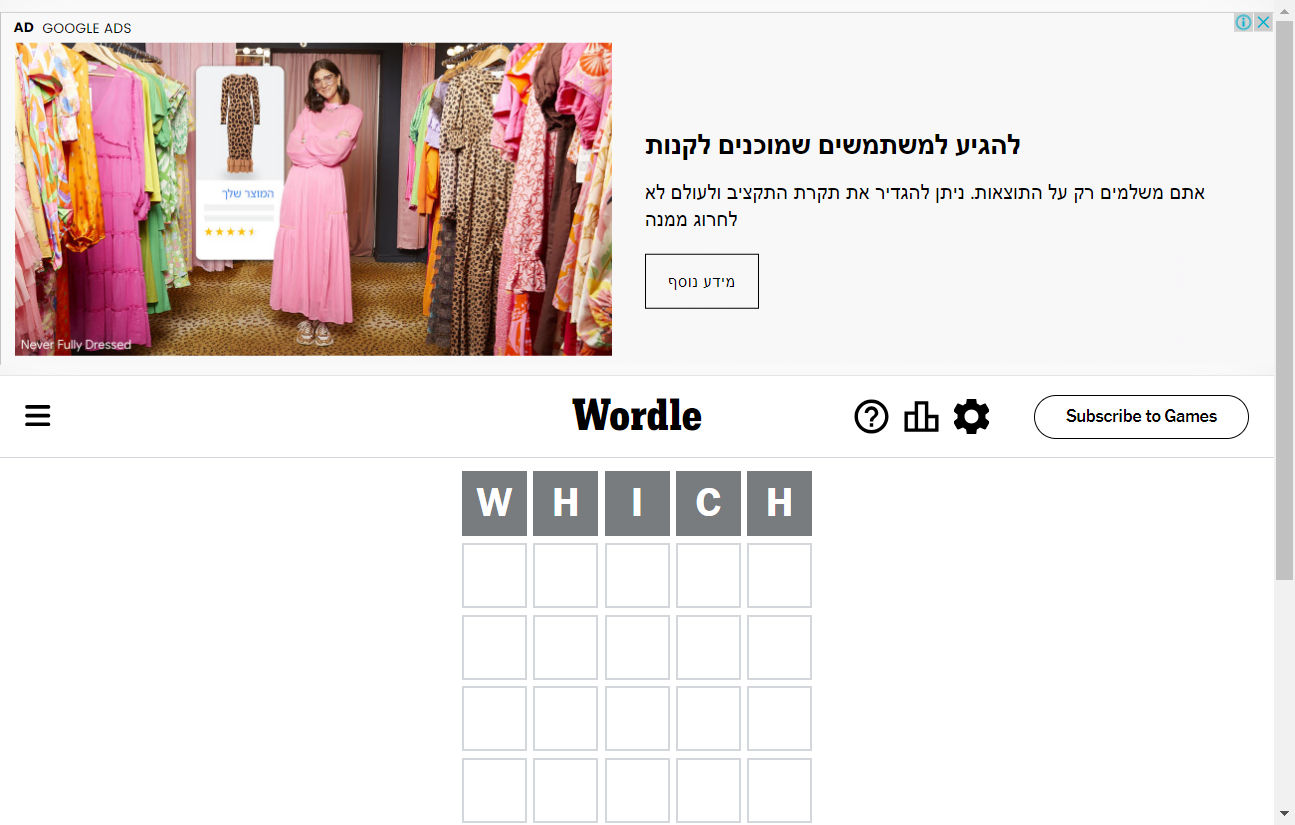 AD GOOGLE ADS
המוצר שלך
Never Fully Dressed
להגיע למשתמשים שמוכנים לקנות
אתם משלמים רק על התוצאות. ניתן להגדיר את תקרת התקציב ולעולם לא
לחרוג ממנה
מידע נוסף
Wordle
Subscribe to Games
W H I C H